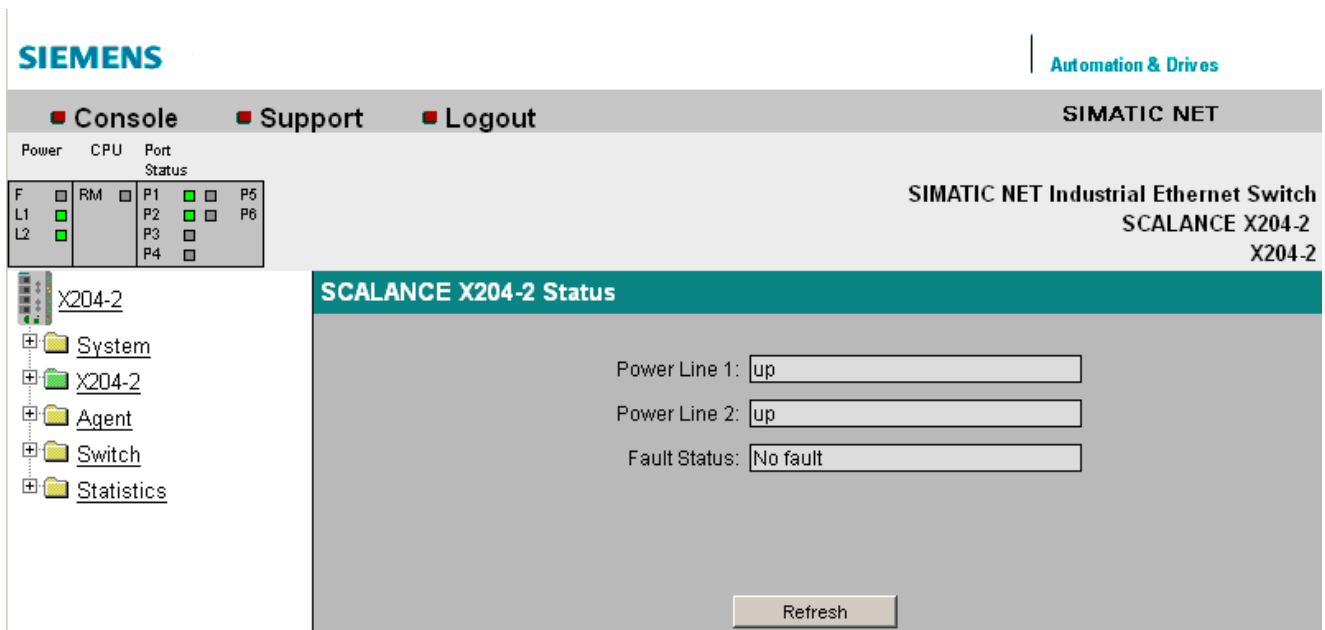 SIEMENS
Automation & Drives
Console Support Logout SIMATIC NET
Power CPU Port Status
F RM P1 P5
L1 P2 P6
L2 P3
P4
SIMATIC NET Industrial Ethernet Switch
SCALANCE X204-2
X204-2
X204-2
System
X204-2
Agent
Switch
Statistics
SCALANCE X204-2 Status
Power Line 1: up
Power Line 2: up
Fault Status: No fault
Refresh